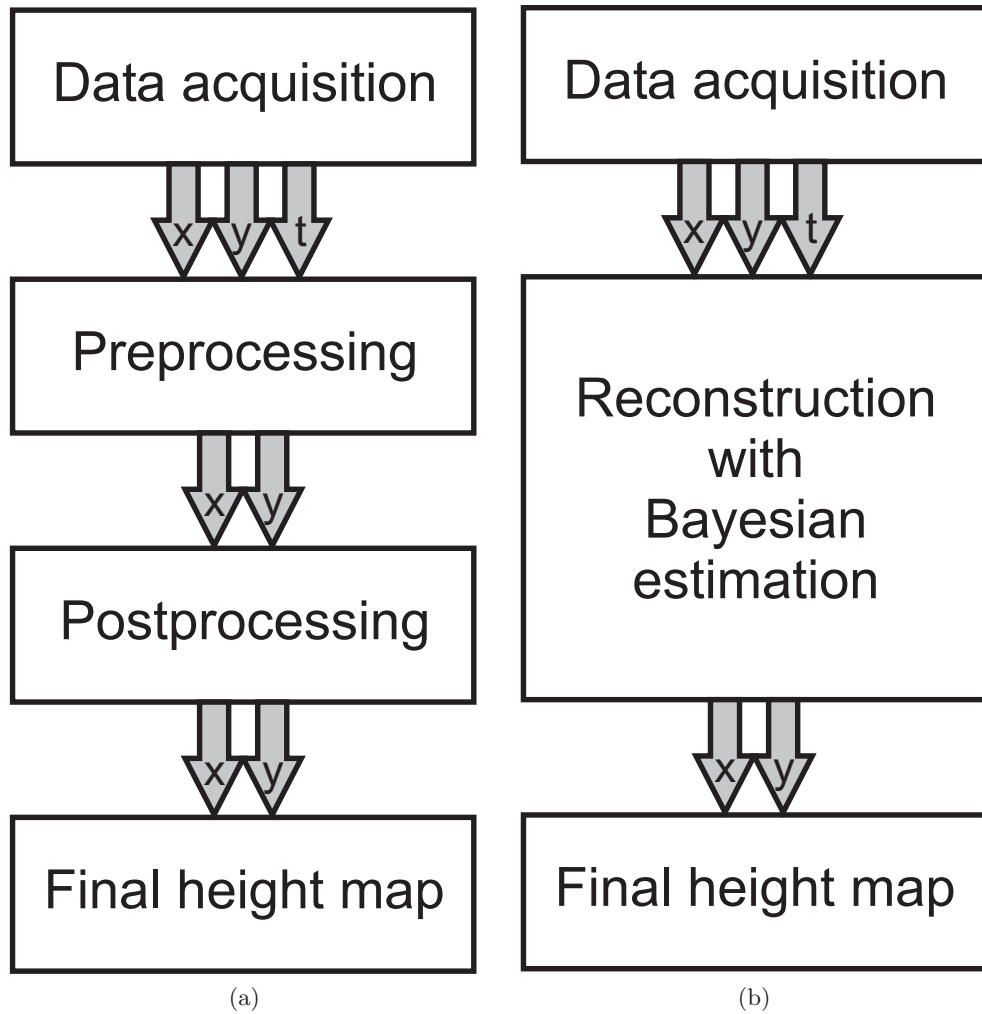 Data acquisition
x y t
Preprocessing
x y
Postprocessing
x y
Final height map
(a)
Data acquisition
x y t
Reconstruction
with
Bayesian
estimation
x y
Final height map
(b)